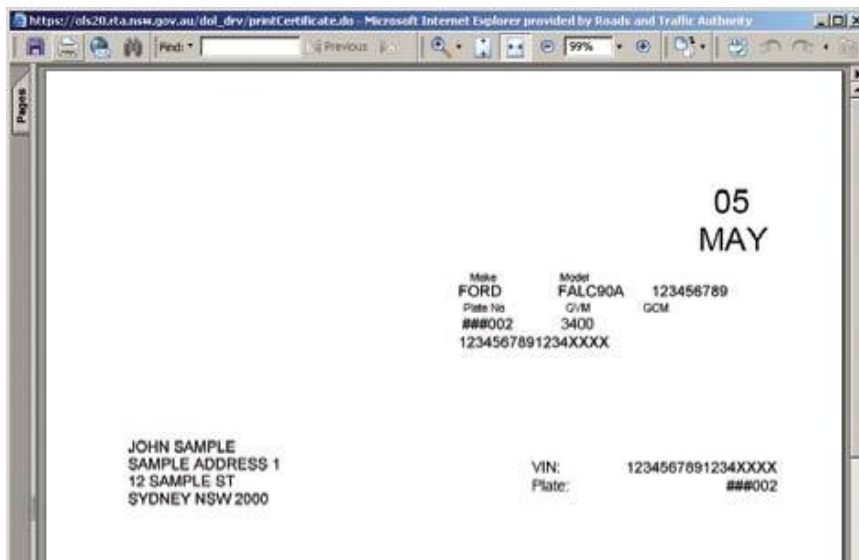 https://ols20.rta.nsw.gov.au/dol_drv/printCertificate.do - Microsoft Internet Explorer provided by Roads and Traffic Authority
Find: Previous 99%
Pages
05
MAY
Make Model
FORD FALC90A 123456789
Plate No GVM GCM
###002 3400
1234567891234XXXX
JOHN SAMPLE
SAMPLE ADDRESS 1
12 SAMPLE ST
SYDNEY NSW 2000
VIN: 1234567891234XXXX
Plate: ###002